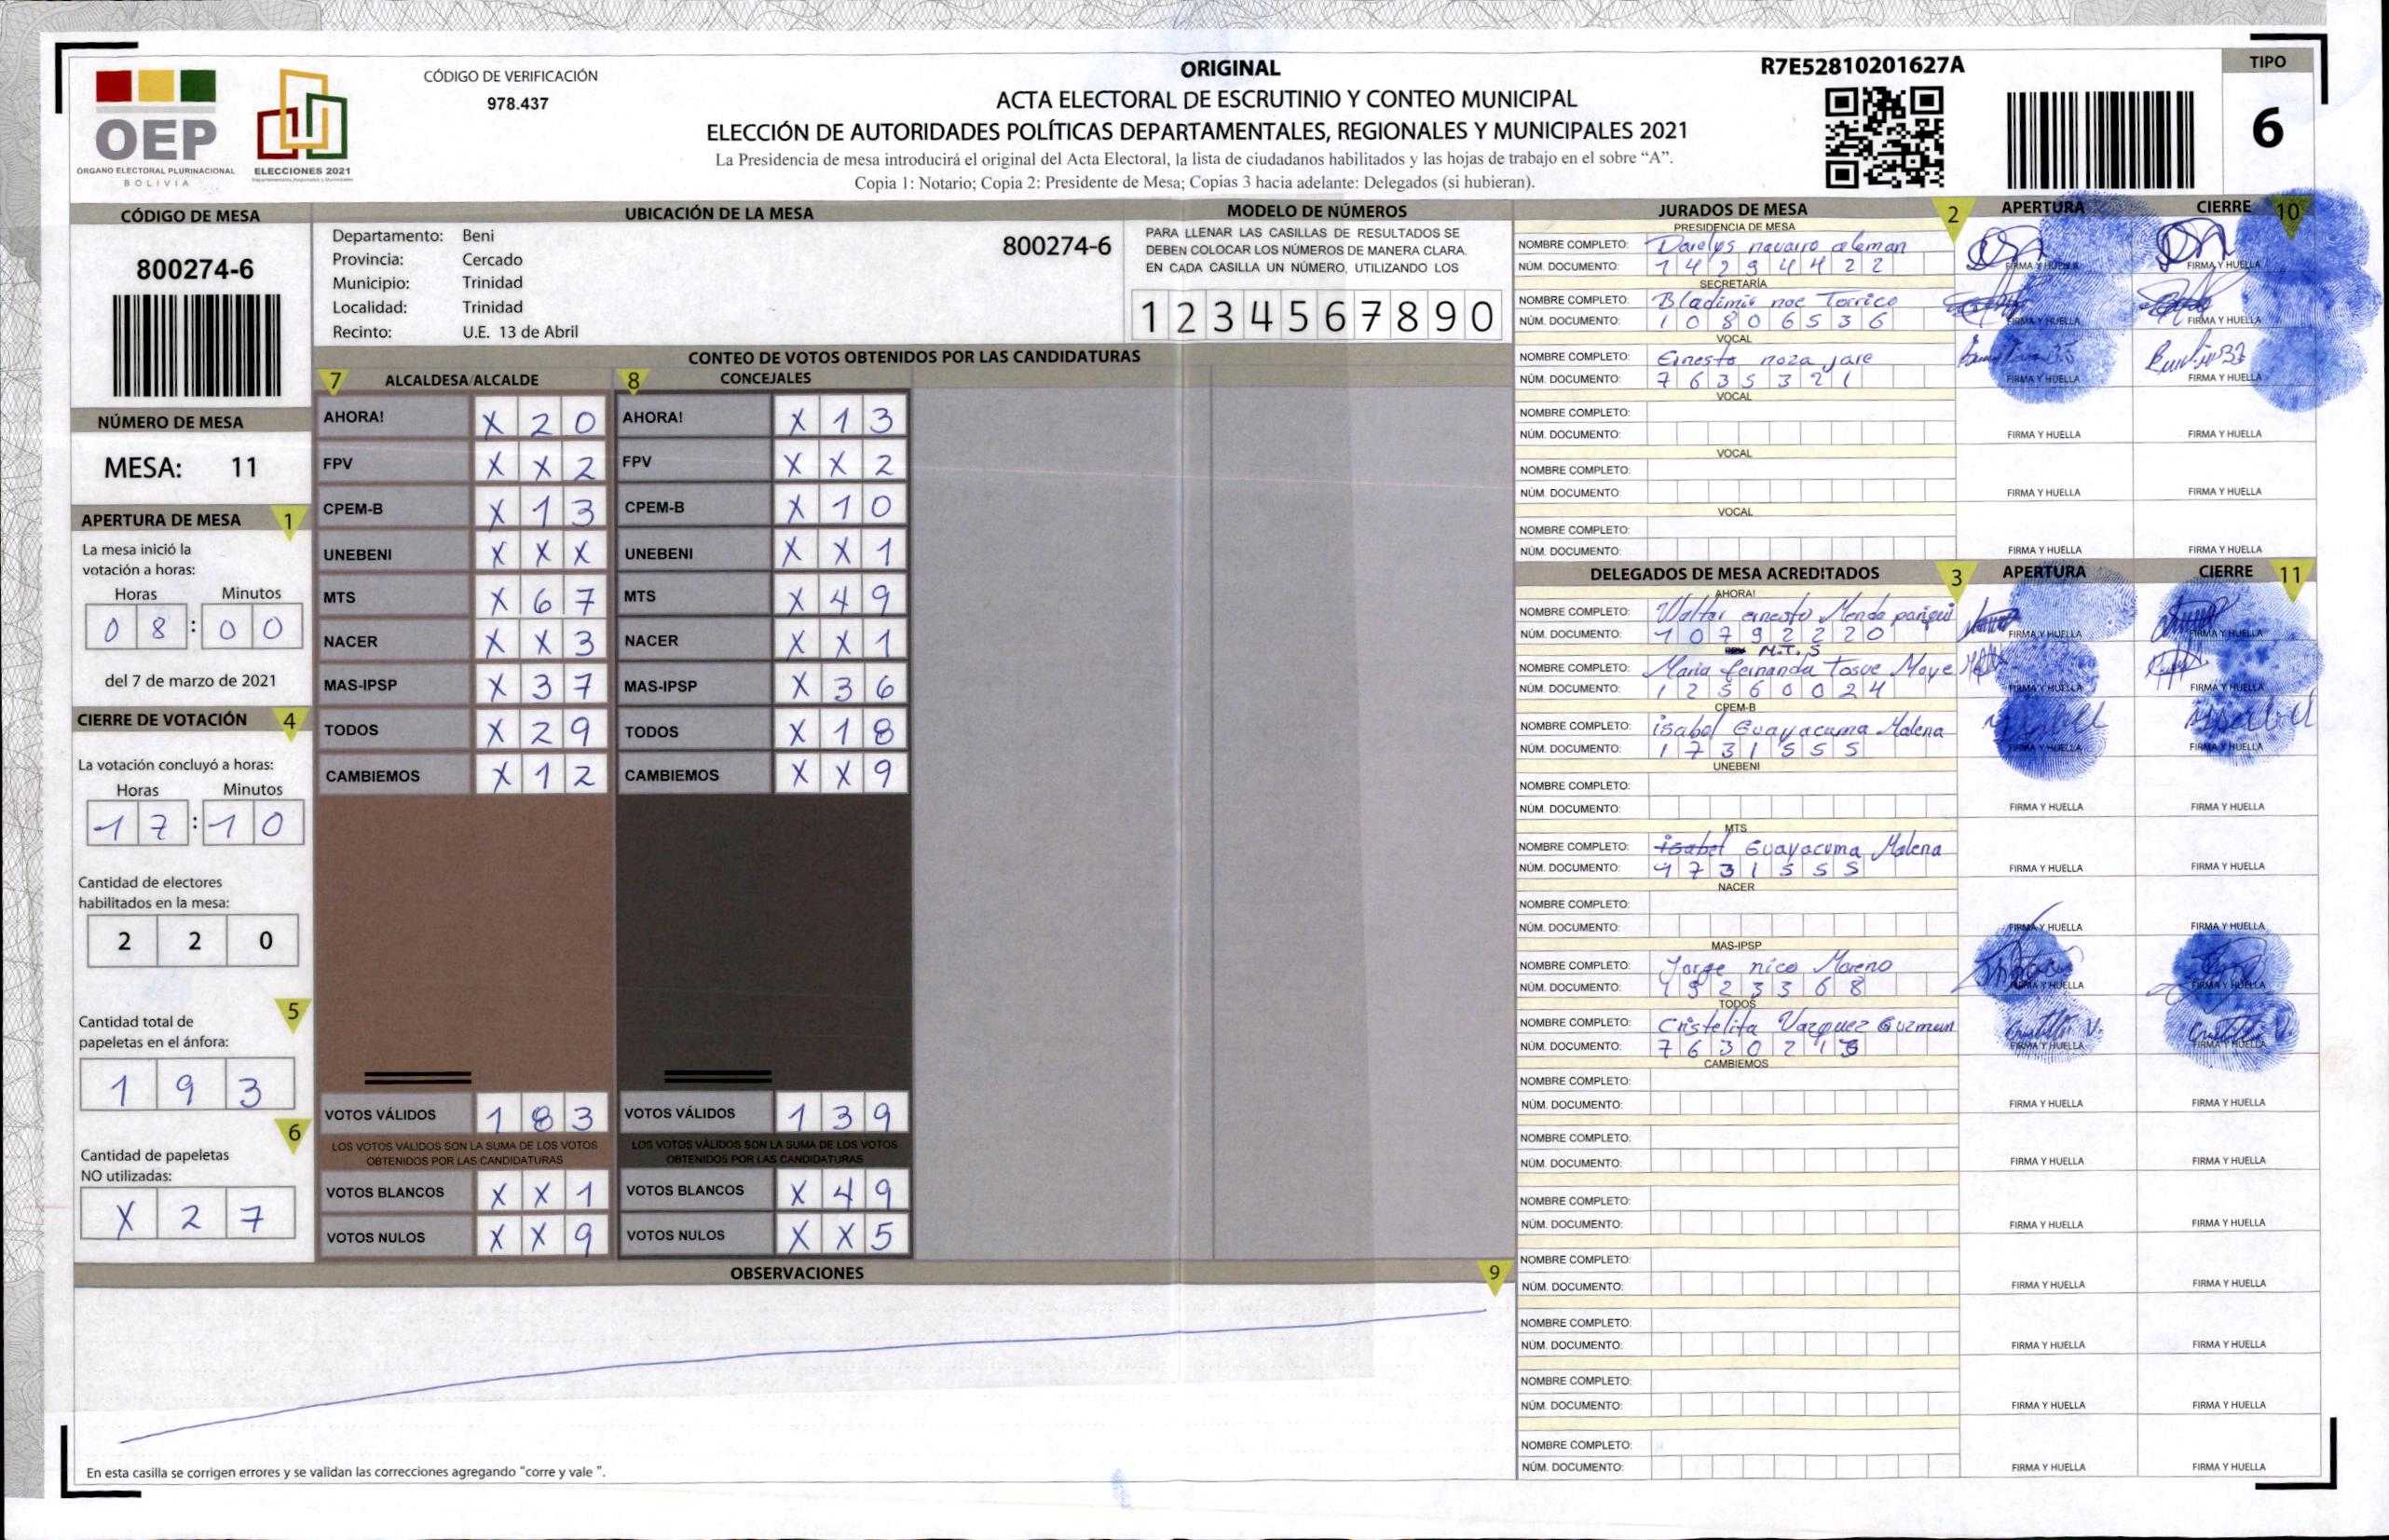 OEP
ÓRGANO ELECTORAL PLURINACIONAL
BOLIVIA
ELECCIONES 2021
CÓDIGO DE VERIFICACIÓN
978.437
ORIGINAL
ACTA ELECTORAL DE ESCRUTINIO Y CONTEO MUNICIPAL
ELECCIÓN DE AUTORIDADES POLÍTICAS DEPARTAMENTALES, REGIONALES Y MUNICIPALES 2021
La Presidencia de mesa introducirá el original del Acta Electoral, la lista de ciudadanos habilitados y las hojas de trabajo en el sobre “A”.
Copia 1: Notario; Copia 2: Presidente de Mesa; Copias 3 hacia adelante: Delegados (si hubieran).
R7E52810201627A
TIPO
6
CÓDIGO DE MESA
800274-6
NÚMERO DE MESA
MESA: 11
APERTURA DE MESA 1
La mesa inició la
votación a horas:
Horas Minutos
0 8 : 0 0
del 7 de marzo de 2021
CIERRE DE VOTACIÓN 4
La votación concluyó a horas:
Horas Minutos
1 7 : 1 0
Cantidad de electores
habilitados en la mesa:
2 2 0
5
Cantidad total de
papeletas en el ánfora:
1 9 3
6
Cantidad de papeletas
NO utilizadas:
X 2 7
UBICACIÓN DE LA MESA
Departamento: Beni
Provincia: Cercado
Municipio: Trinidad
Localidad: Trinidad
Recinto: U.E. 13 de Abril
800274-6
MODELO DE NÚMEROS
PARA LLENAR LAS CASILLAS DE RESULTADOS SE
DEBEN COLOCAR LOS NÚMEROS DE MANERA CLARA.
EN CADA CASILLA UN NÚMERO, UTILIZANDO LOS
1 2 3 4 5 6 7 8 9 0
CONTEO DE VOTOS OBTENIDOS POR LAS CANDIDATURAS
7 ALCALDESA/ALCALDE
AHORA! X 2 0
FPV X X 2
CPEM-B X 1 3
UNEBENI X X X
MTS X 6 7
NACER X X 3
MAS-IPSP X 3 7
TODOS X 2 9
CAMBIEMOS X 1 2
VOTOS VÁLIDOS 1 8 3
LOS VOTOS VÁLIDOS SON LA SUMA DE LOS VOTOS
OBTENIDOS POR LAS CANDIDATURAS
VOTOS BLANCOS X X 1
VOTOS NULOS X X 9
8 CONCEJALES
AHORA! X 1 3
FPV X X 2
CPEM-B X 1 0
UNEBENI X X 1
MTS X 4 9
NACER X X 1
MAS-IPSP X 3 6
TODOS X 1 8
CAMBIEMOS X X 9
VOTOS VÁLIDOS 1 3 9
LOS VOTOS VÁLIDOS SON LA SUMA DE LOS VOTOS
OBTENIDOS POR LAS CANDIDATURAS
VOTOS BLANCOS X 4 9
VOTOS NULOS X X 5
OBSERVACIONES 9
En esta casilla se corrigen errores y se validan las correcciones agregando “corre y vale ”.
JURADOS DE MESA 2 APERTURA CIERRE 10
PRESIDENCIA DE MESA
NOMBRE COMPLETO: Darelys navarro aleman
NÚM. DOCUMENTO: 1 4 2 9 4 4 2 2 FIRMA Y HUELLA FIRMA Y HUELLA
SECRETARÍA
NOMBRE COMPLETO: Bladimir noe Torrico
NÚM. DOCUMENTO: 1 0 8 0 6 5 3 6 FIRMA Y HUELLA FIRMA Y HUELLA
VOCAL
NOMBRE COMPLETO: Ernesto noza jare
NÚM. DOCUMENTO: 7 6 3 5 3 2 1 FIRMA Y HUELLA FIRMA Y HUELLA
VOCAL
NOMBRE COMPLETO:
NÚM. DOCUMENTO: FIRMA Y HUELLA FIRMA Y HUELLA
VOCAL
NOMBRE COMPLETO:
NÚM. DOCUMENTO: FIRMA Y HUELLA FIRMA Y HUELLA
VOCAL
NOMBRE COMPLETO:
NÚM. DOCUMENTO: FIRMA Y HUELLA FIRMA Y HUELLA
DELEGADOS DE MESA ACREDITADOS 3 APERTURA CIERRE 11
AHORA!
NOMBRE COMPLETO: Walter ernesto Mendo
NÚM. DOCUMENTO: 1 0 7 9 2 2 2 0 FIRMA Y HUELLA FIRMA Y HUELLA
M.T.S
NOMBRE COMPLETO: Maria fernanda Tosue Moye
NÚM. DOCUMENTO: 1 2 5 6 0 0 2 4 FIRMA Y HUELLA FIRMA Y HUELLA
CPEM-B
NOMBRE COMPLETO: isabel Guayacuma Malena
NÚM. DOCUMENTO: 1 7 3 1 5 5 5 FIRMA Y HUELLA FIRMA Y HUELLA
UNEBENI
NOMBRE COMPLETO:
NÚM. DOCUMENTO: FIRMA Y HUELLA FIRMA Y HUELLA
MTS
NOMBRE COMPLETO: isabel Guayacuma Malena
NÚM. DOCUMENTO: 1 7 3 1 5 5 5 FIRMA Y HUELLA FIRMA Y HUELLA
NACER
NOMBRE COMPLETO:
NÚM. DOCUMENTO: FIRMA Y HUELLA FIRMA Y HUELLA
MAS-IPSP
NOMBRE COMPLETO: Jorge nico Moreno
NÚM. DOCUMENTO: 1 9 2 3 3 6 8 FIRMA Y HUELLA FIRMA Y HUELLA
TODOS
NOMBRE COMPLETO: Cristelita Vazquez Guzman
NÚM. DOCUMENTO: 7 6 3 0 2 1 FIRMA Y HUELLA FIRMA Y HUELLA
CAMBIEMOS
NOMBRE COMPLETO:
NÚM. DOCUMENTO: FIRMA Y HUELLA FIRMA Y HUELLA
NOMBRE COMPLETO:
NÚM. DOCUMENTO: FIRMA Y HUELLA FIRMA Y HUELLA
NOMBRE COMPLETO:
NÚM. DOCUMENTO: FIRMA Y HUELLA FIRMA Y HUELLA
NOMBRE COMPLETO:
NÚM. DOCUMENTO: FIRMA Y HUELLA FIRMA Y HUELLA
NOMBRE COMPLETO:
NÚM. DOCUMENTO: FIRMA Y HUELLA FIRMA Y HUELLA
NOMBRE COMPLETO:
NÚM. DOCUMENTO: FIRMA Y HUELLA FIRMA Y HUELLA
NOMBRE COMPLETO:
NÚM. DOCUMENTO: FIRMA Y HUELLA FIRMA Y HUELLA